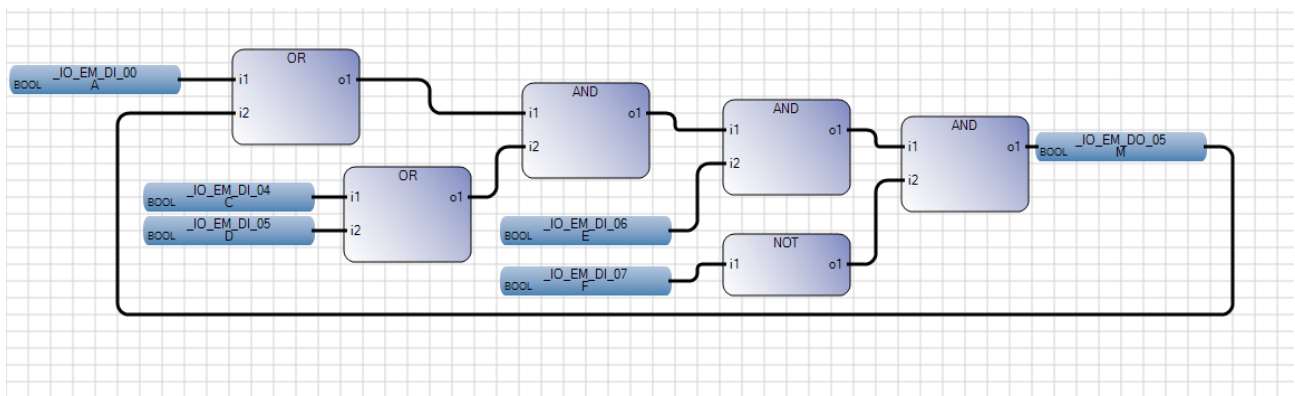 OR
_IO_EM_DI_00
BOOL A
i1 o1
i2
AND
i1 o1
i2
AND
i1 o1
i2
AND
i1 o1
i2
_IO_EM_DO_05
BOOL M
OR
_IO_EM_DI_04
BOOL C
i1 o1
_IO_EM_DI_05
BOOL D
i2
_IO_EM_DI_06
BOOL E
NOT
_IO_EM_DI_07
BOOL F
i1 o1